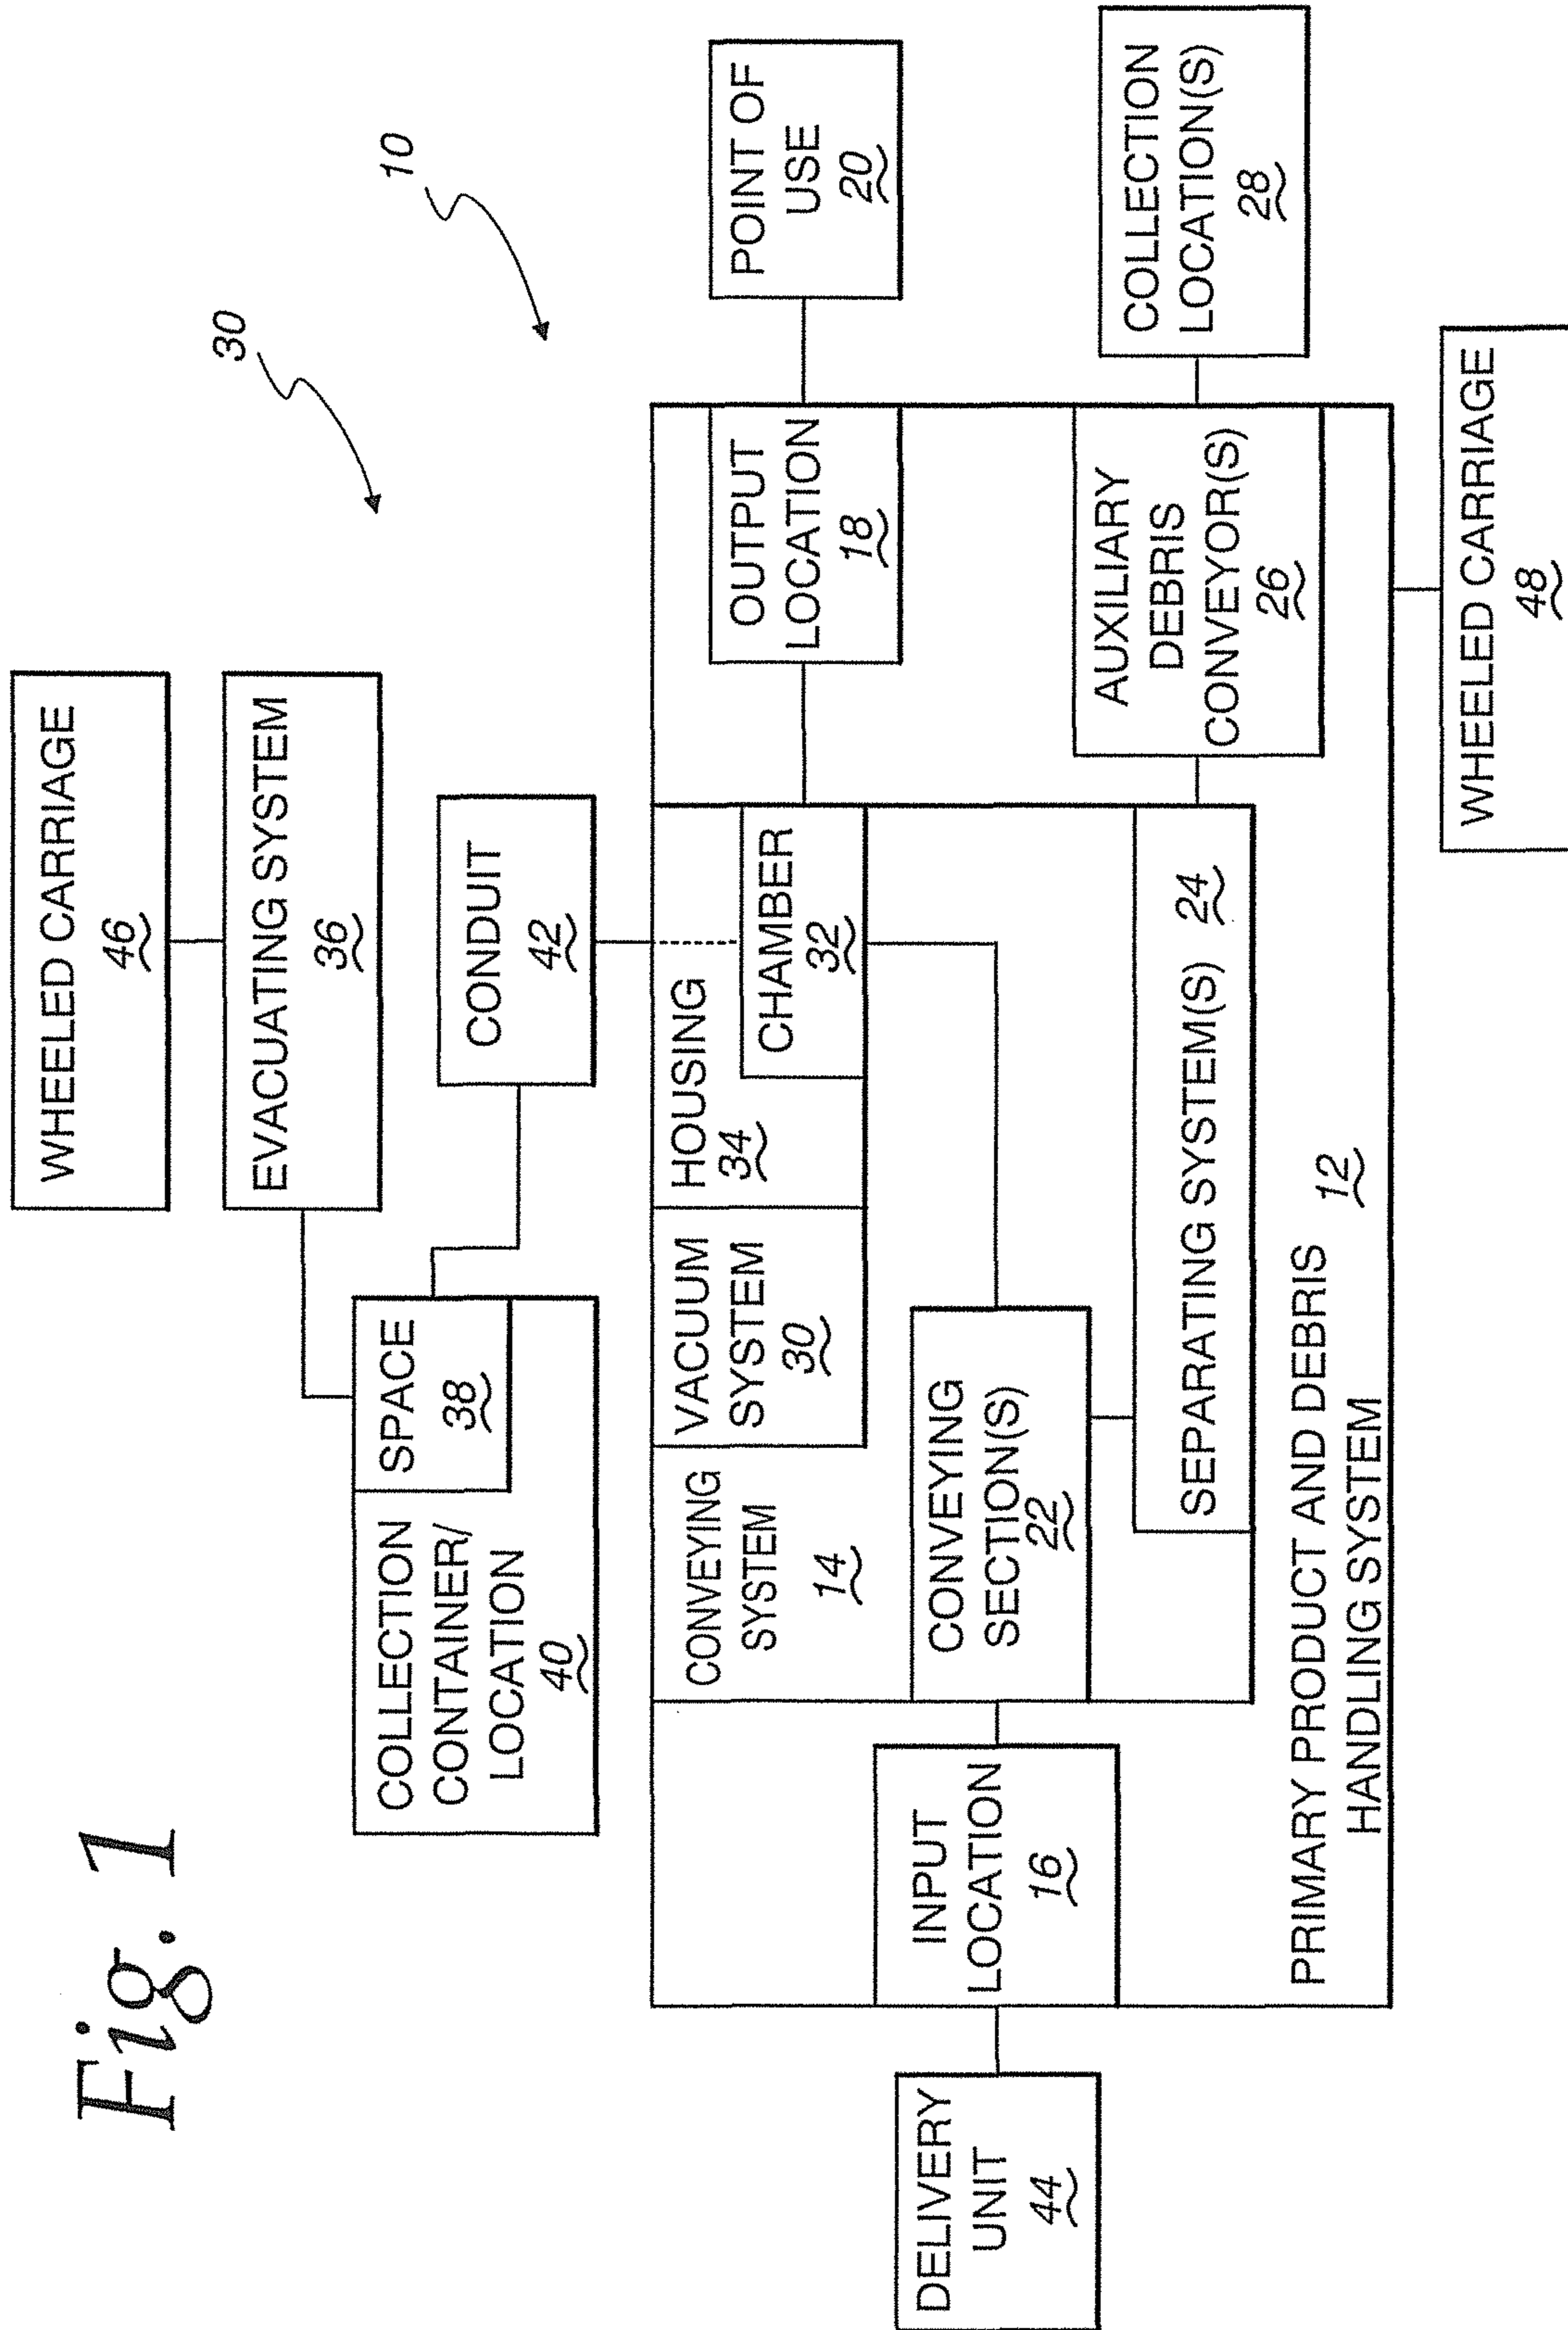 Fig. 1
WHEELED CARRIAGE
46
30
EVACUATING SYSTEM
36
10
COLLECTION
CONTAINER/
LOCATION
40
SPACE
38
CONDUIT
42
CONVEYING
SYSTEM
14
VACUUM
SYSTEM
30
HOUSING
34
CHAMBER
32
OUTPUT
LOCATION
18
POINT OF
USE
20
DELIVERY
UNIT
44
INPUT
LOCATION
16
CONVEYING
SECTION(S)
22
SEPARATING SYSTEM(S) 24
AUXILIARY
DEBRIS
CONVEYOR(S)
26
COLLECTION
LOCATION(S)
28
PRIMARY PRODUCT AND DEBRIS
HANDLING SYSTEM
12
WHEELED CARRIAGE
48